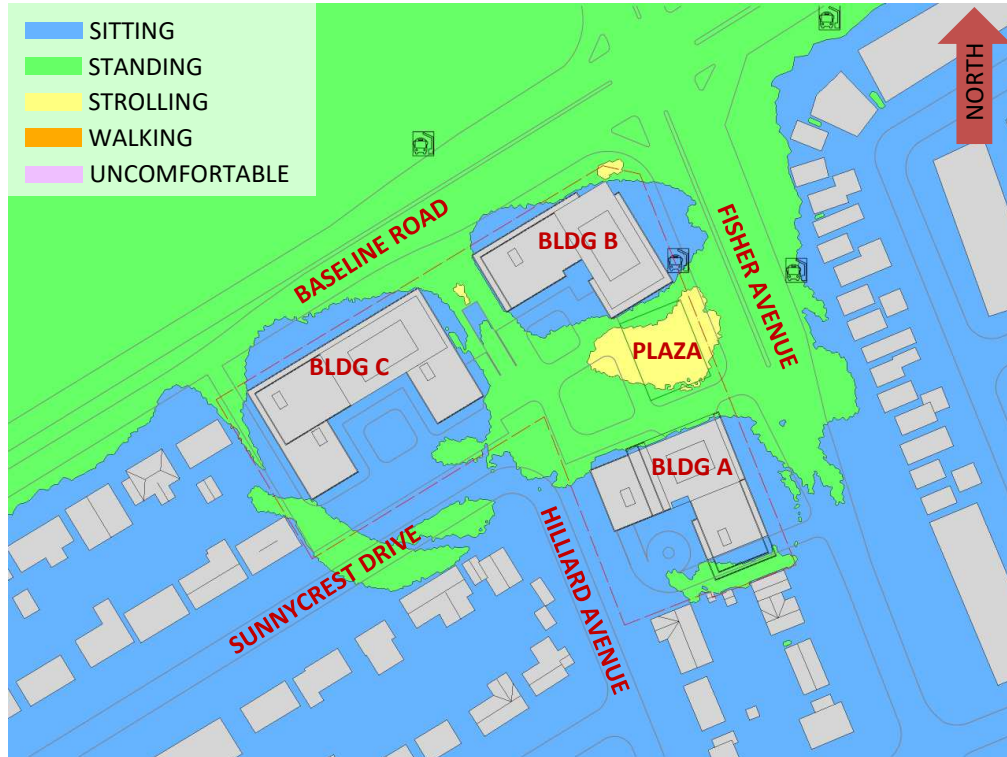 SITTING
STANDING
STROLLING
WALKING
UNCOMFORTABLE
NORTH
BASELINE ROAD
FISHER AVENUE
BLDG B
PLAZA
BLDG C
BLDG A
HILLIARD AVENUE
SUNNYCREST DRIVE